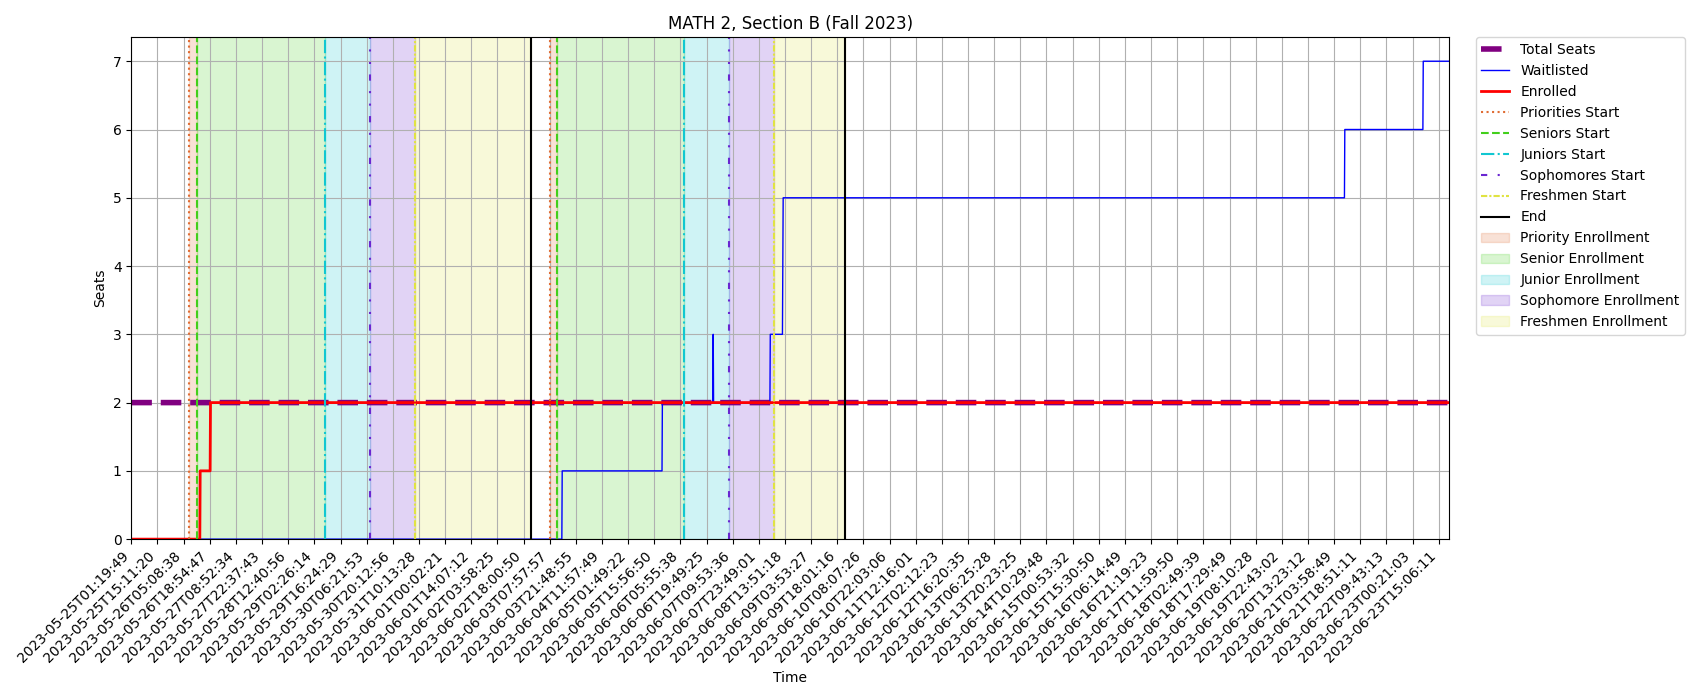 MATH 2, Section B (Fall 2023)
Seats
7
6
5
4
3
2
1
0
2023-05-25T01:19:49
2023-05-25T15:11:20
2023-05-26T05:08:38
2023-05-26T18:54:47
2023-05-27T08:52:34
2023-05-27T22:37:43
2023-05-28T12:40:56
2023-05-29T02:26:14
2023-05-29T16:24:29
2023-05-30T06:21:53
2023-05-30T20:12:56
2023-05-31T10:13:28
2023-06-01T00:02:21
2023-06-01T14:07:12
2023-06-02T03:58:25
2023-06-02T18:00:50
2023-06-03T07:57:57
2023-06-03T21:48:55
2023-06-04T11:57:49
2023-06-05T01:49:22
2023-06-05T15:56:50
2023-06-06T05:55:38
2023-06-06T19:49:25
2023-06-07T09:53:36
2023-06-07T23:49:01
2023-06-08T13:51:18
2023-06-09T03:53:27
2023-06-09T18:01:16
2023-06-10T08:07:26
2023-06-10T22:03:06
2023-06-11T12:16:01
2023-06-12T02:12:23
2023-06-12T16:20:35
2023-06-13T06:25:28
2023-06-13T20:23:25
2023-06-14T10:29:48
2023-06-15T00:53:32
2023-06-15T15:30:50
2023-06-16T06:14:49
2023-06-16T21:19:23
2023-06-17T11:59:50
2023-06-18T02:49:39
2023-06-18T17:29:49
2023-06-19T08:10:28
2023-06-19T22:43:02
2023-06-20T13:23:12
2023-06-21T03:58:49
2023-06-21T18:51:11
2023-06-22T09:43:13
2023-06-23T00:21:03
2023-06-23T15:06:11
Time
Total Seats
Waitlisted
Enrolled
Priorities Start
Seniors Start
Juniors Start
Sophomores Start
Freshmen Start
End
Priority Enrollment
Senior Enrollment
Junior Enrollment
Sophomore Enrollment
Freshmen Enrollment